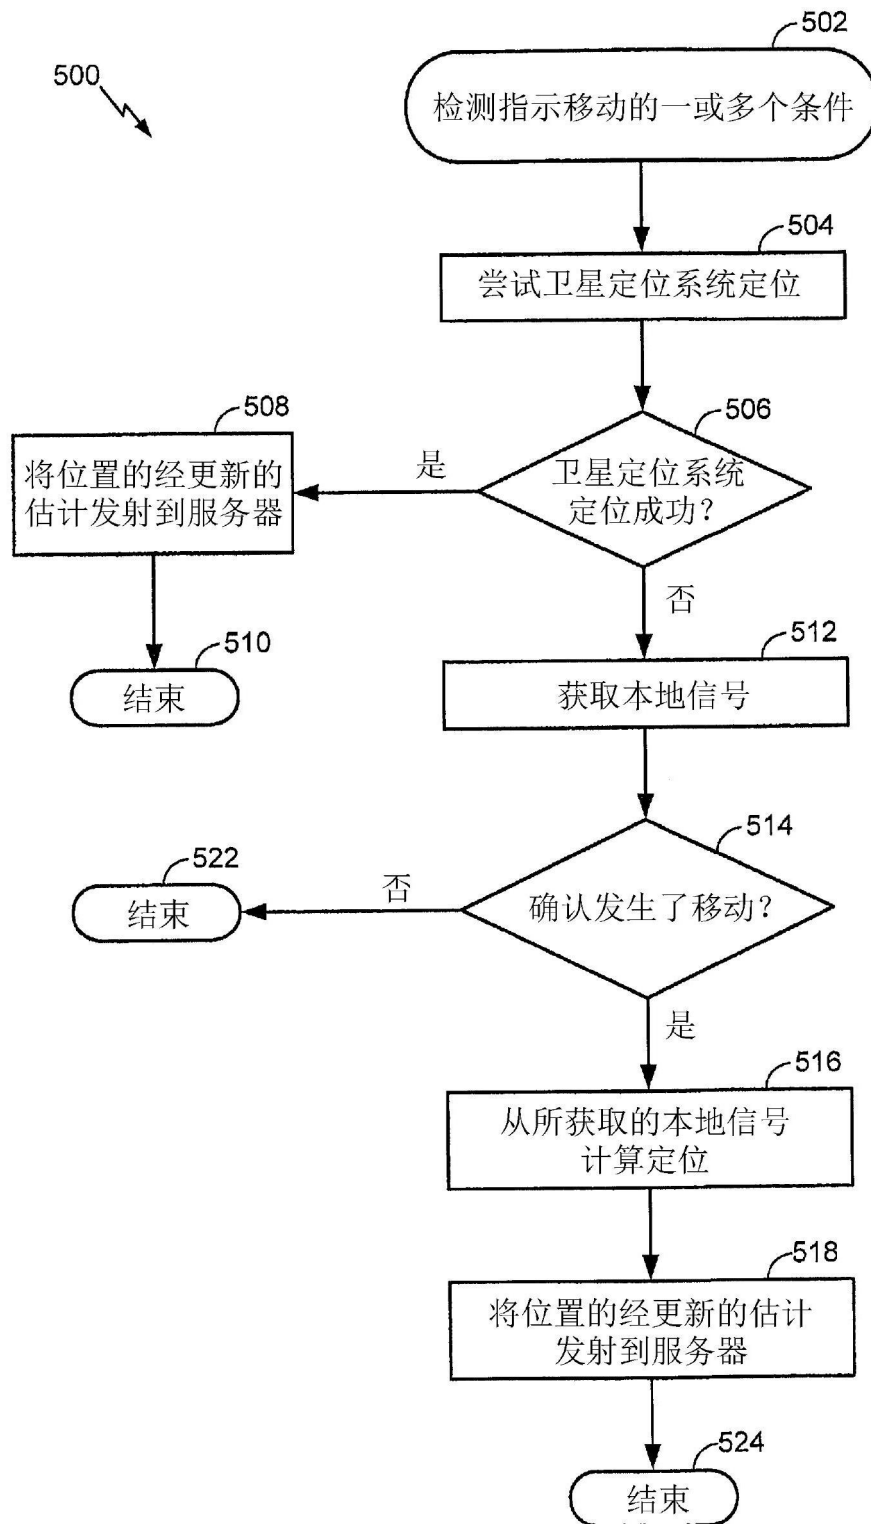 502
500
检测指示移动的一或多个条件
504
尝试卫星定位系统定位
508
506
将位置的经更新的
估计发射到服务器
是
卫星定位系统
定位成功？
否
510
结束
512
获取本地信号
514
522
结束
否
确认发生了移动？
是
516
从所获取的本地信号
计算定位
518
将位置的经更新的估计
发射到服务器
524
结束